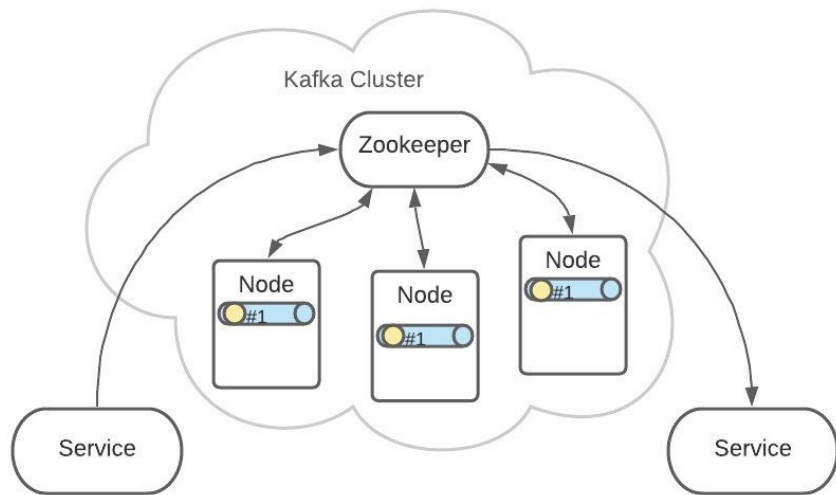 Kafka Cluster
Zookeeper
Node
#1
Node
#1
Node
#1
Service
Service